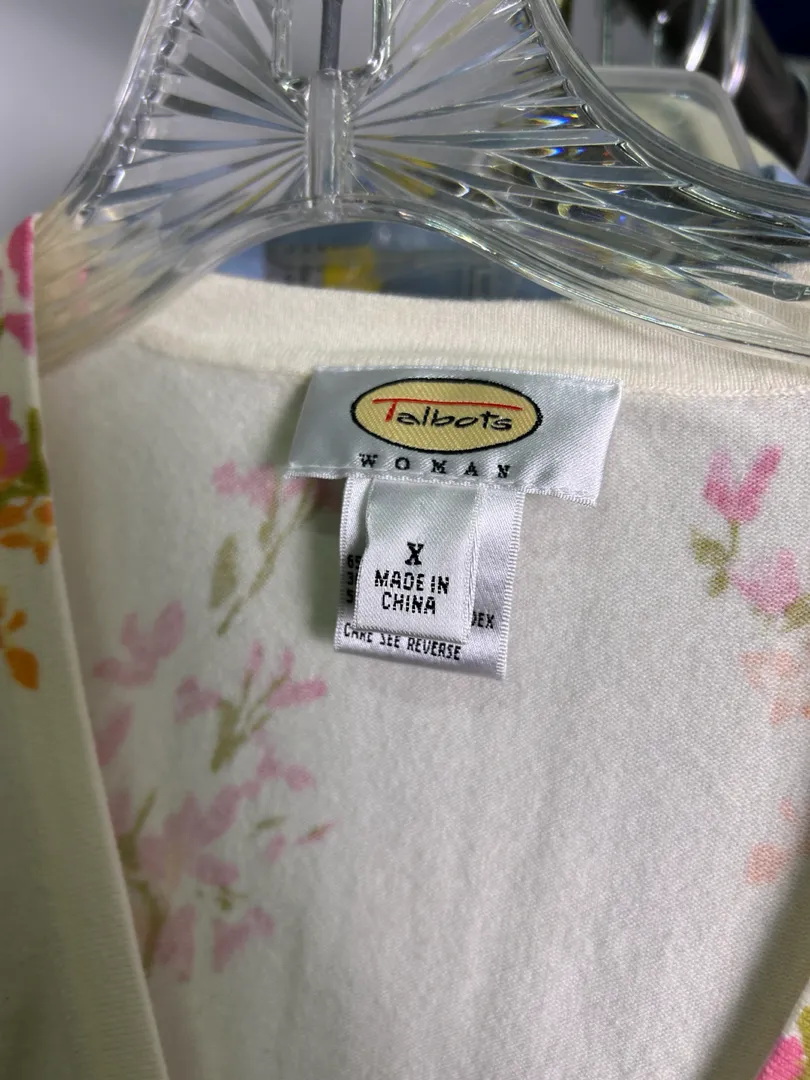 Talbots
WOMAN
X
MADE IN
CHINA
CARE SEE REVERSE